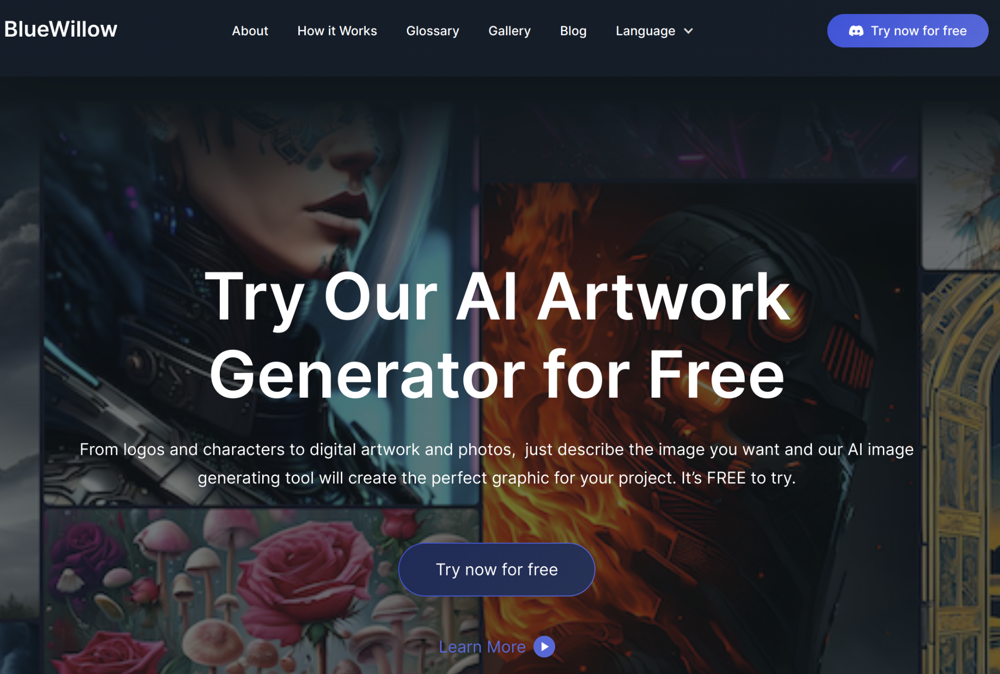 BlueWillow
About
How it Works
Glossary
Gallery
Blog
Language
Try now for free
Try Our AI Artwork
Generator for Free
From logos and characters to digital artwork and photos, just describe the image you want and our AI image
generating tool will create the perfect graphic for your project. It’s FREE to try.
Try now for free
Learn More